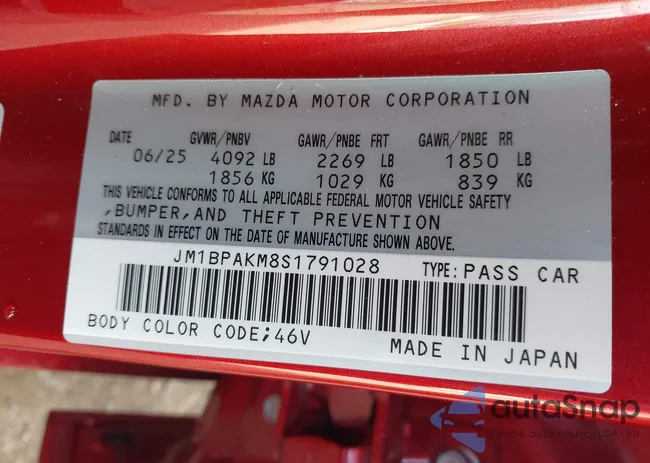 MFD. BY MAZDA MOTOR CORPORATION
DATE GVWR/PNBV GAWR/PNBE FRT GAWR/PNBE RR
06/25 4092 LB 2269 LB 1850 LB
1856 KG 1029 KG 839 KG
THIS VEHICLE CONFORMS TO ALL APPLICABLE FEDERAL MOTOR VEHICLE SAFETY
,BUMPER,AND THEFT PREVENTION
STANDARDS IN EFFECT ON THE DATE OF MANUFACTURE SHOWN ABOVE.
JM1BPAKM8S1791028 TYPE:PASS CAR
BODY COLOR CODE;46V MADE IN JAPAN
autoSnap